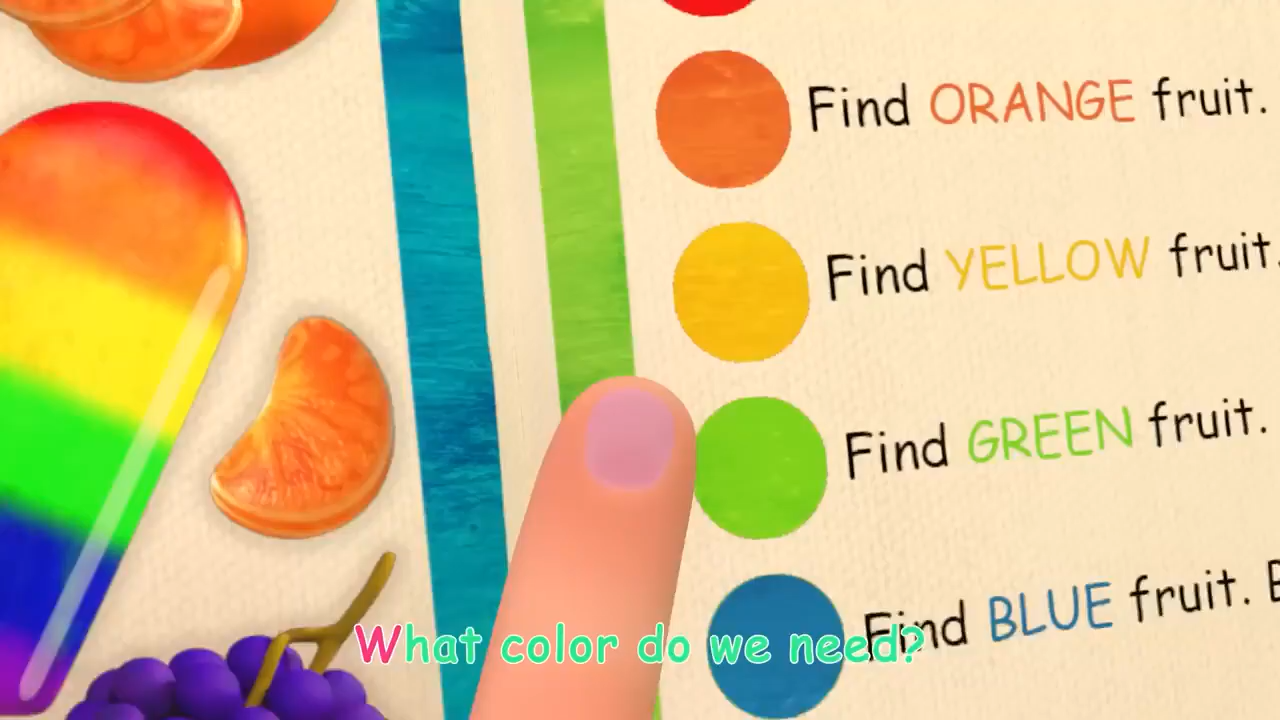 Find ORANGE fruit.
Find YELLOW fruit.
Find GREEN fruit.
Find BLUE fruit.
What color do we need?